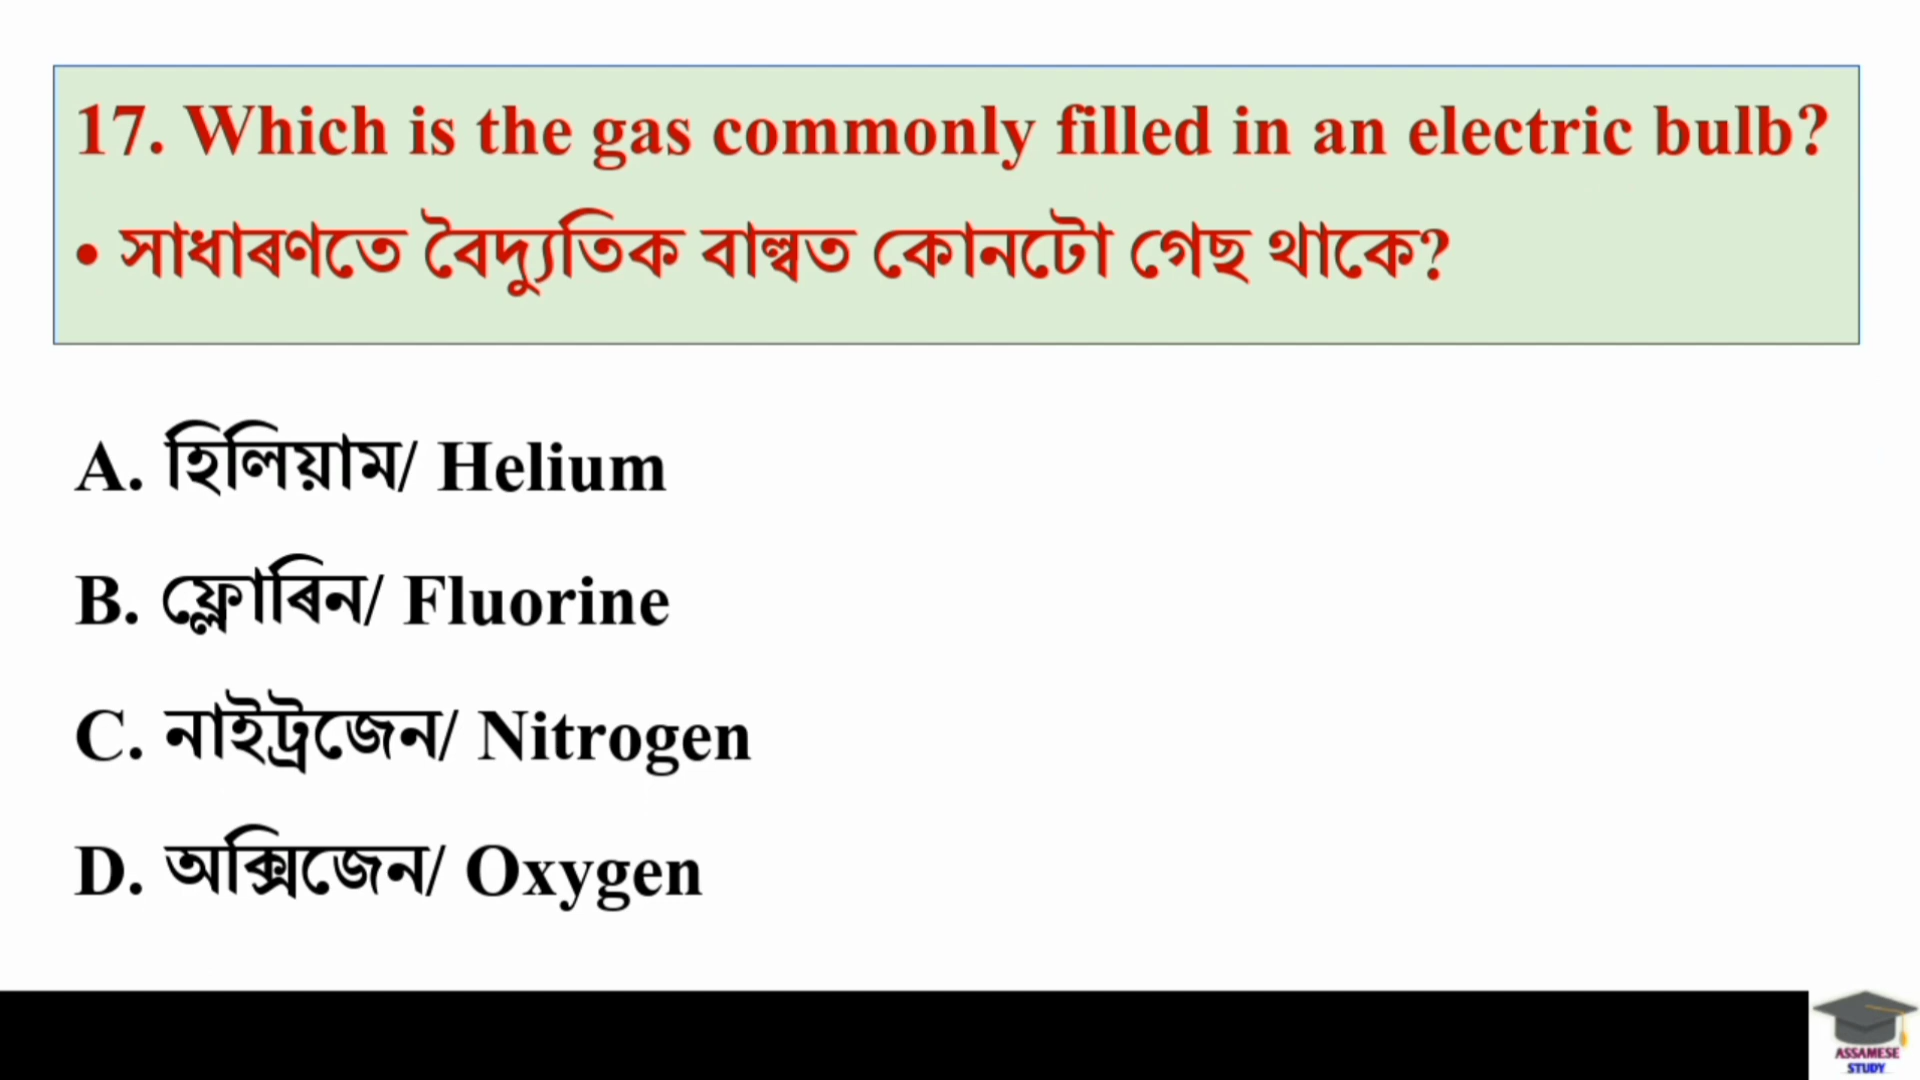 17. Which is the gas commonly filled in an electric bulb?
• সাধাৰণতে বৈদ্যুতিক বাল্বত কোনটো গেছ থাকে?
A. হিলিয়াম/ Helium
B. ফ্লোৰিন/ Fluorine
C. নাইট্ৰজেন/ Nitrogen
D. অক্সিজেন/ Oxygen
ASSAMESE
STUDY